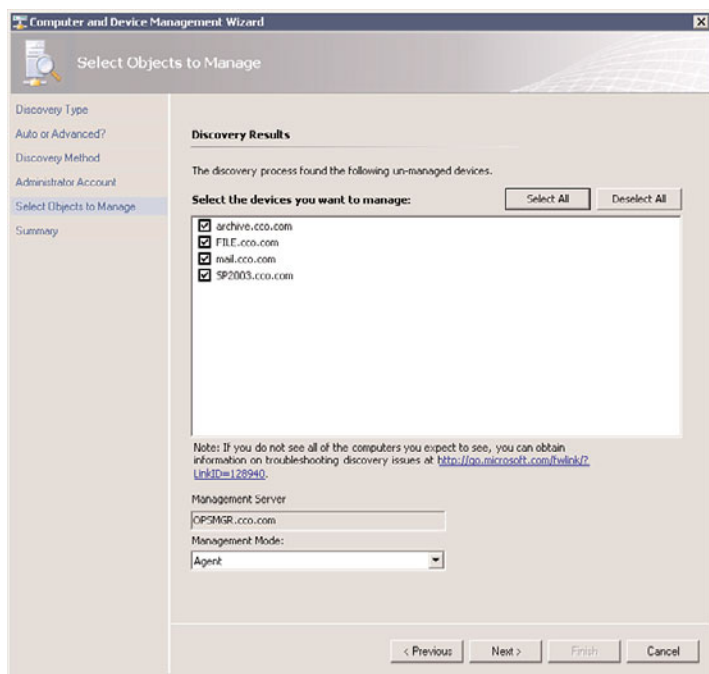 Computer and Device Management Wizard
Select Objects to Manage
Discovery Type
Auto or Advanced?
Discovery Method
Administrator Account
Select Objects to Manage
Summary
Discovery Results
The discovery process found the following un-managed devices.
Select the devices you want to manage:
Select All
Deselect All
archive.cco.com
FILE.cco.com
mail.cco.com
SP2003.cco.com
Note: If you do not see all of the computers you expect to see, you can obtain
information on troubleshooting discovery issues at http://go.microsoft.com/fwlink/?
LinkID=128940.
Management Server
OPSMGR.cco.com
Management Mode:
Agent
< Previous
Next >
Finish
Cancel